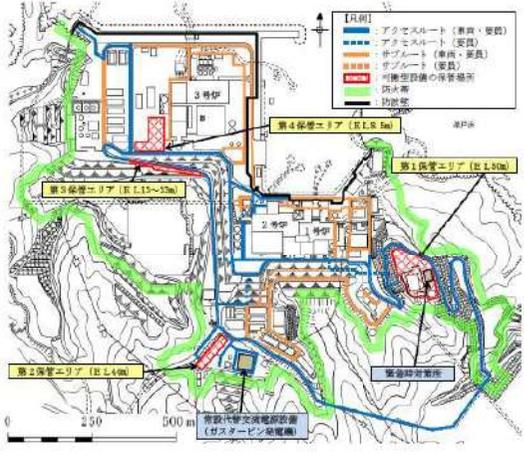 【凡例】
：アクセスルート（車両・要員）
：アクセスルート（要員）
：サブルート（車両・要員）
：サブルート（要員）
：可搬型設備の保管場所
：防火帯
：防波壁
3号炉
第4保管エリア（EL8.5m）
第1保管エリア（EL50m）
第3保管エリア（EL13～33m）
2号炉
1号炉
第2保管エリア（EL44m）
緊急時対策所
常設代替交流電源設備
（ガスタービン発電機）
0
250
500 m